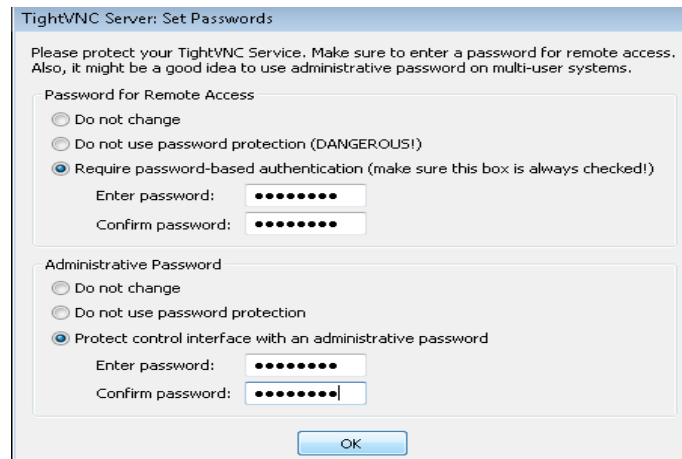 TightVNC Server: Set Passwords
Please protect your TightVNC Service. Make sure to enter a password for remote access.
Also, it might be a good idea to use administrative password on multi-user systems.
Password for Remote Access
Do not change
Do not use password protection (DANGEROUS!)
Require password-based authentication (make sure this box is always checked!)
Enter password: ●●●●●●●●
Confirm password: ●●●●●●●●
Administrative Password
Do not change
Do not use password protection
Protect control interface with an administrative password
Enter password: ●●●●●●●●
Confirm password: ●●●●●●●●
OK